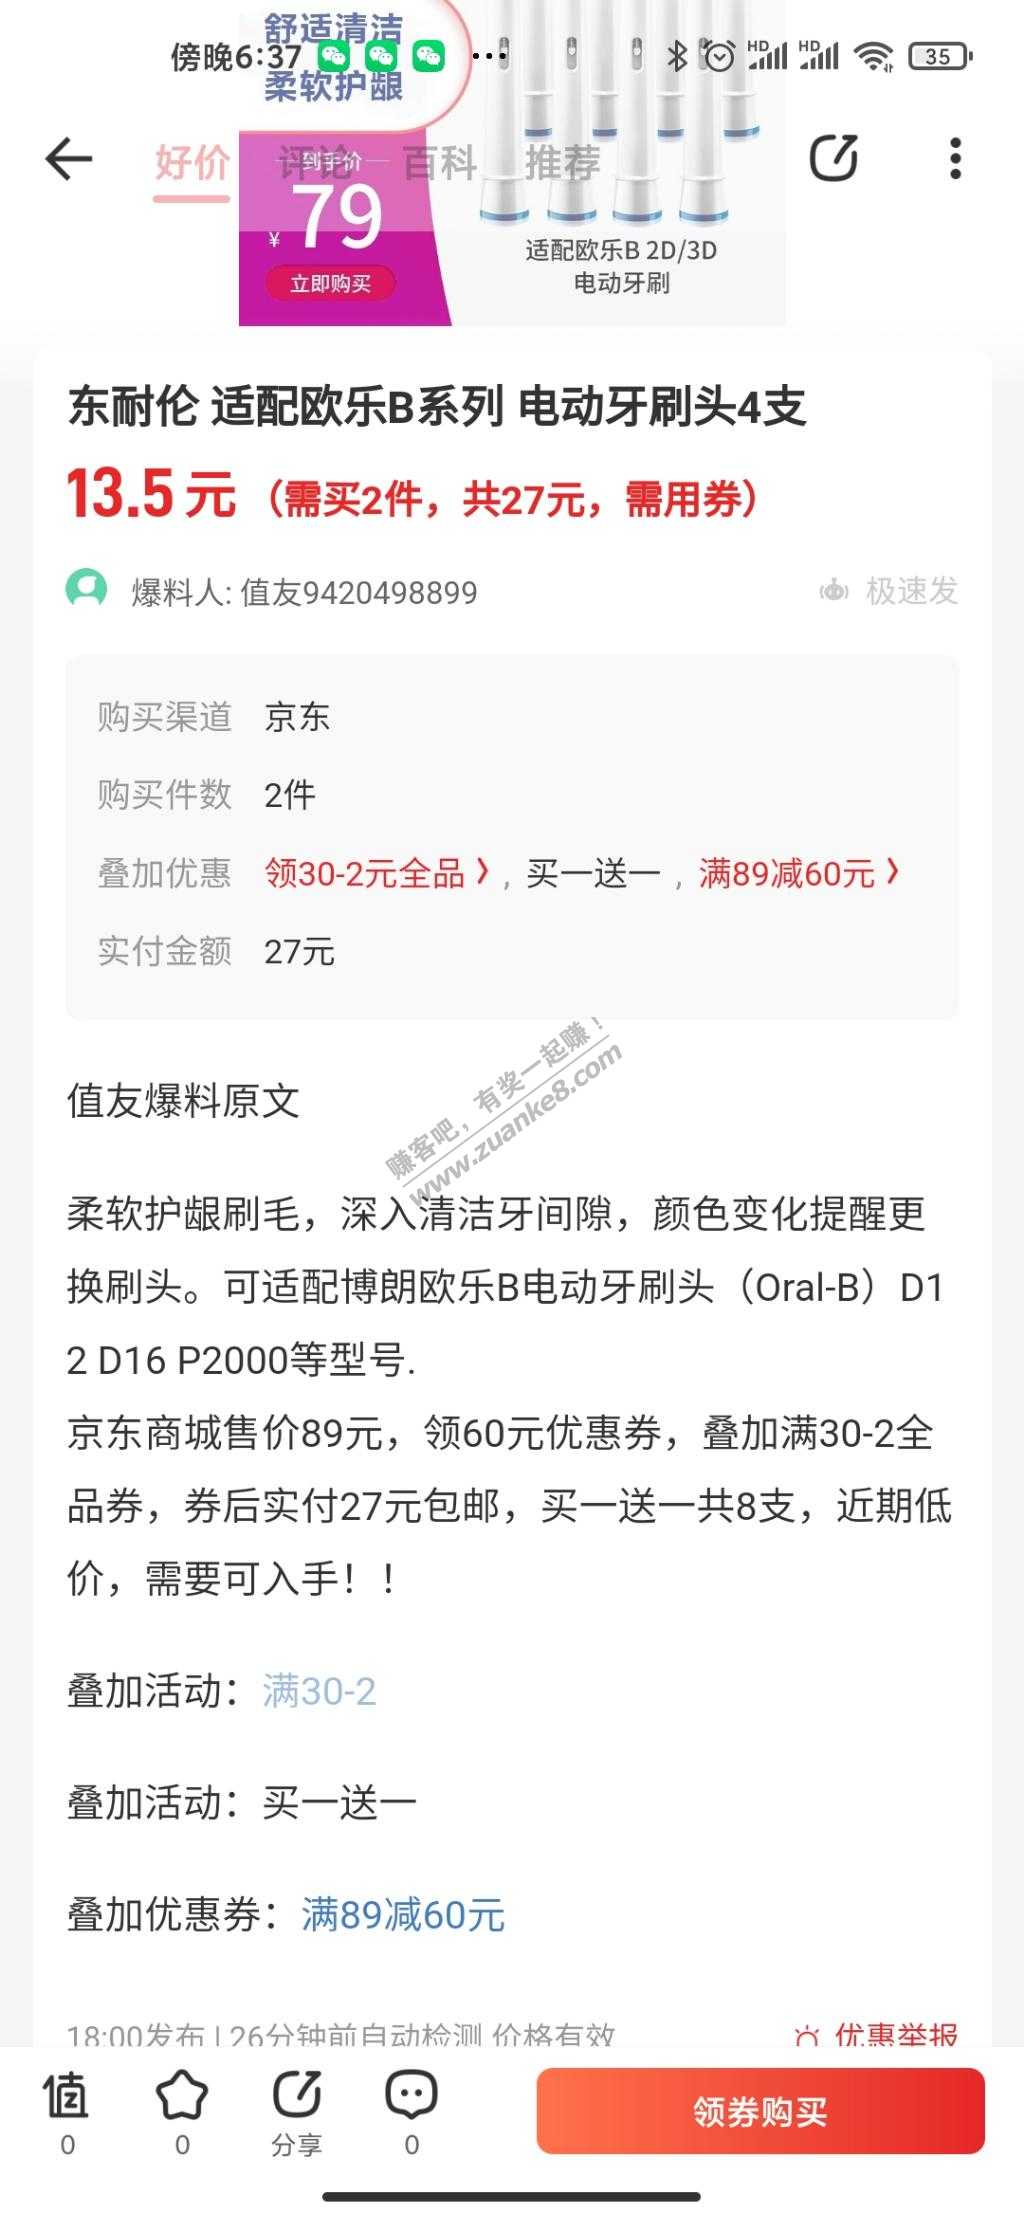 舒适清洁
傍晚6:37
HD
HD
35
柔软护龈
好价
评论
百科
推荐
到手价
¥
79
立即购买
适配欧乐B 2D/3D
电动牙刷
东耐伦 适配欧乐B系列 电动牙刷头4支
13.5元（需买2件，共27元，需用券）
爆料人: 值友9420498899
极速发
购买渠道 京东
购买件数 2件
叠加优惠 领30-2元全品 》, 买一送一 , 满89减60元 》
实付金额 27元
赚客吧，有奖一起赚！
www.zuanke8.com
值友爆料原文
柔软护龈刷毛，深入清洁牙间隙，颜色变化提醒更
换刷头。可适配博朗欧乐B电动牙刷头（Oral-B）D1
2 D16 P2000等型号.
京东商城售价89元，领60元优惠券，叠加满30-2全
品券，券后实付27元包邮，买一送一共8支，近期低
价，需要可入手！！
叠加活动：满30-2
叠加活动：买一送一
叠加优惠券：满89减60元
18:00发布 | 26分钟前自动检测 价格有效
优惠举报
值
0
0
分享
0
领券购买